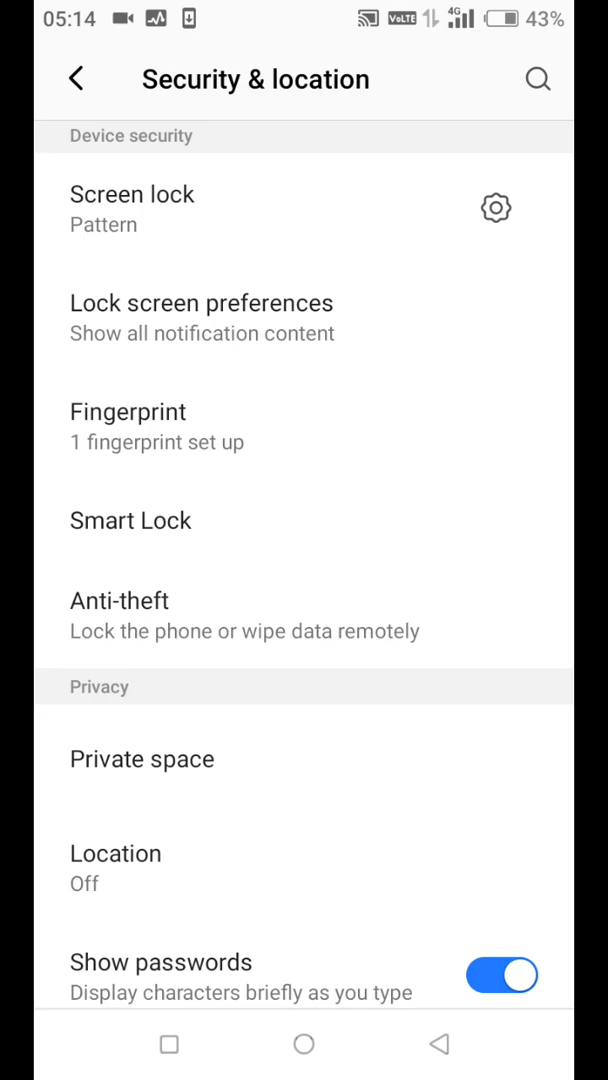 05:14 VoLTE 4G 43%
Security & location
Device security
Screen lock
Pattern
Lock screen preferences
Show all notification content
Fingerprint
1 fingerprint set up
Smart Lock
Anti-theft
Lock the phone or wipe data remotely
Privacy
Private space
Location
Off
Show passwords
Display characters briefly as you type